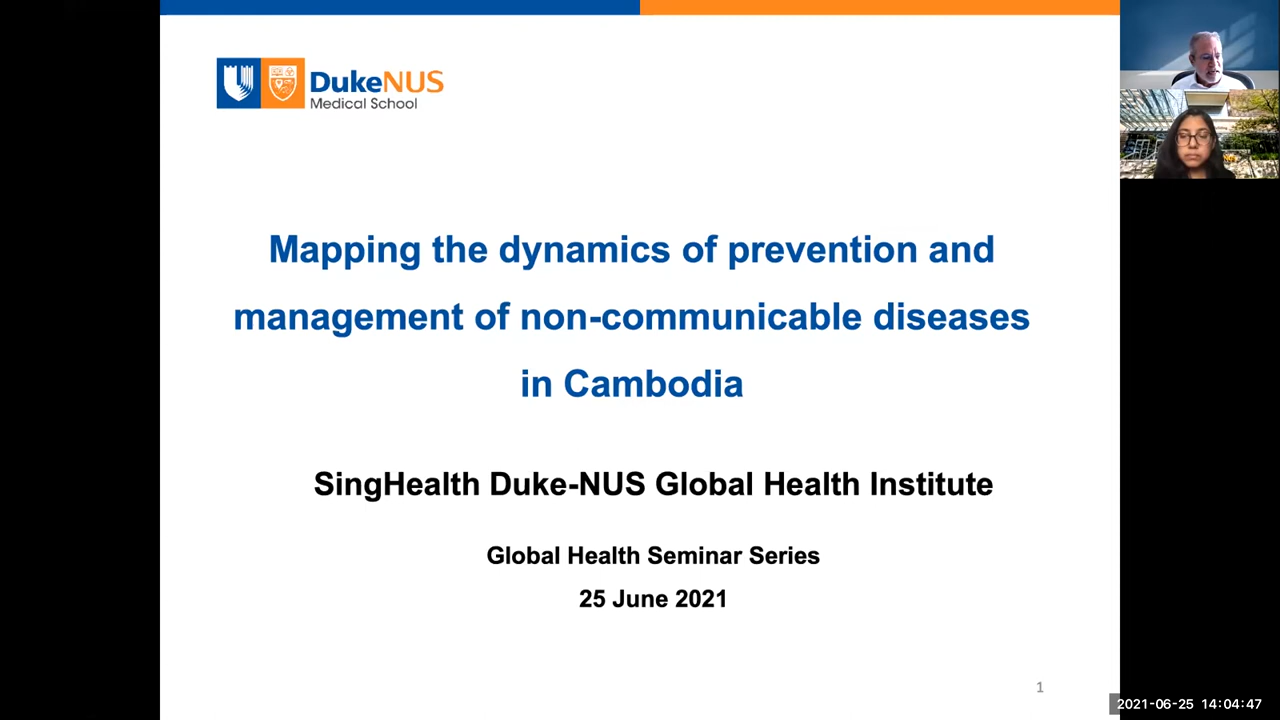 DukeNUS
Medical School
Mapping the dynamics of prevention and
management of non-communicable diseases
in Cambodia
SingHealth Duke-NUS Global Health Institute
Global Health Seminar Series
25 June 2021
1
2021-06-25 14:04:47